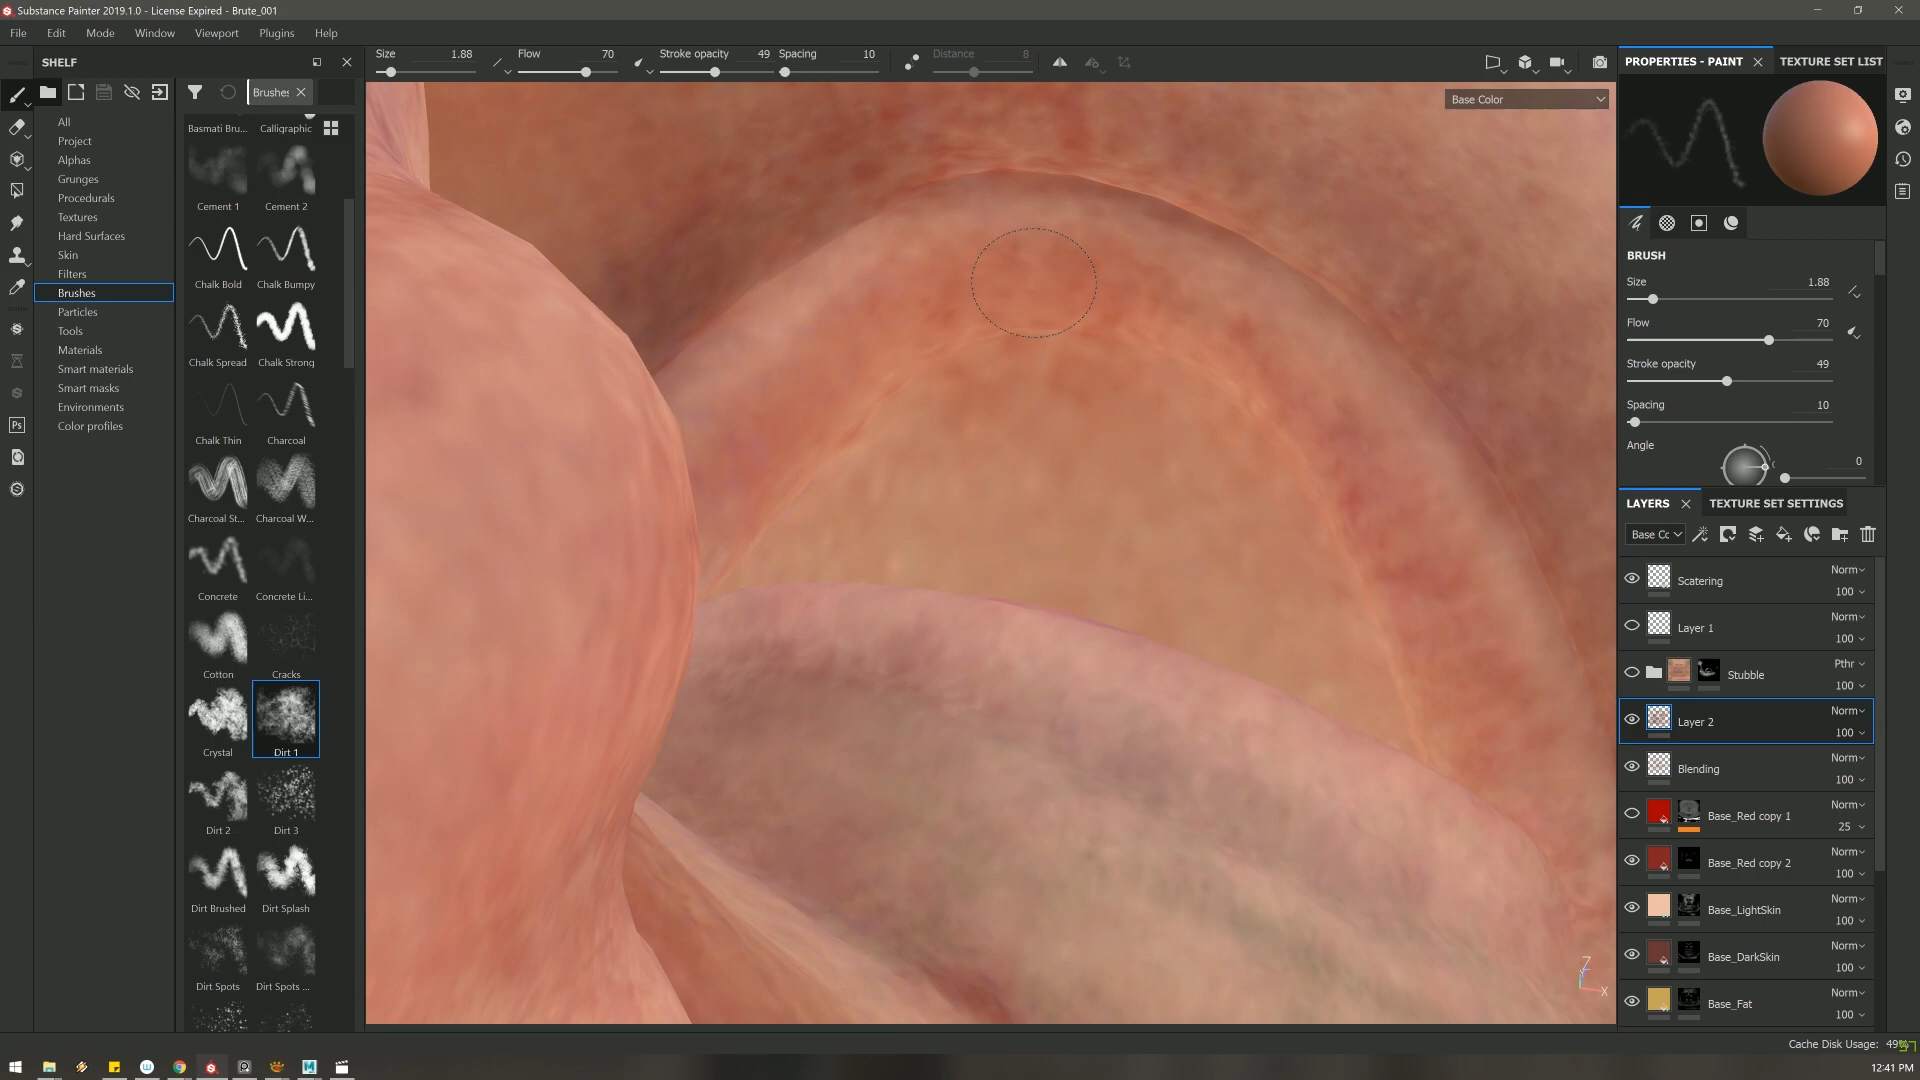 Substance Painter 2019.1.0 - License Expired - Brute_001
File Edit Mode Window Viewport Plugins Help
SHELF
Size 1.88 Flow 70 Stroke opacity 49 Spacing 10 Distance 8
Brushes
All
Project
Alphas
Grunges
Procedurals
Textures
Hard Surfaces
Skin
Filters
Brushes
Particles
Tools
Materials
Smart materials
Smart masks
Environments
Color profiles
Ps
Basmati Bru... Calligraphic
Cement 1 Cement 2
Chalk Bold Chalk Bumpy
Chalk Spread Chalk Strong
Chalk Thin Charcoal
Charcoal St... Charcoal W...
Concrete Concrete Li...
Cotton Cracks
Crystal Dirt 1
Dirt 2 Dirt 3
Dirt Brushed Dirt Splash
Dirt Spots Dirt Spots ...
Base Color
Z
Y
X
PROPERTIES - PAINT TEXTURE SET LIST
BRUSH
Size 1.88
Flow 70
Stroke opacity 49
Spacing 10
Angle 0
LAYERS TEXTURE SET SETTINGS
Base Cc
Scatering Norm 100
Layer 1 Norm 100
Stubble Pthr 100
Layer 2 Norm 100
Blending Norm 100
Base_Red copy 1 Norm 25
Base_Red copy 2 Norm 100
Base_LightSkin Norm 100
Base_DarkSkin Norm 100
Base_Fat Norm 100
Cache Disk Usage: 49%
12:41 PM